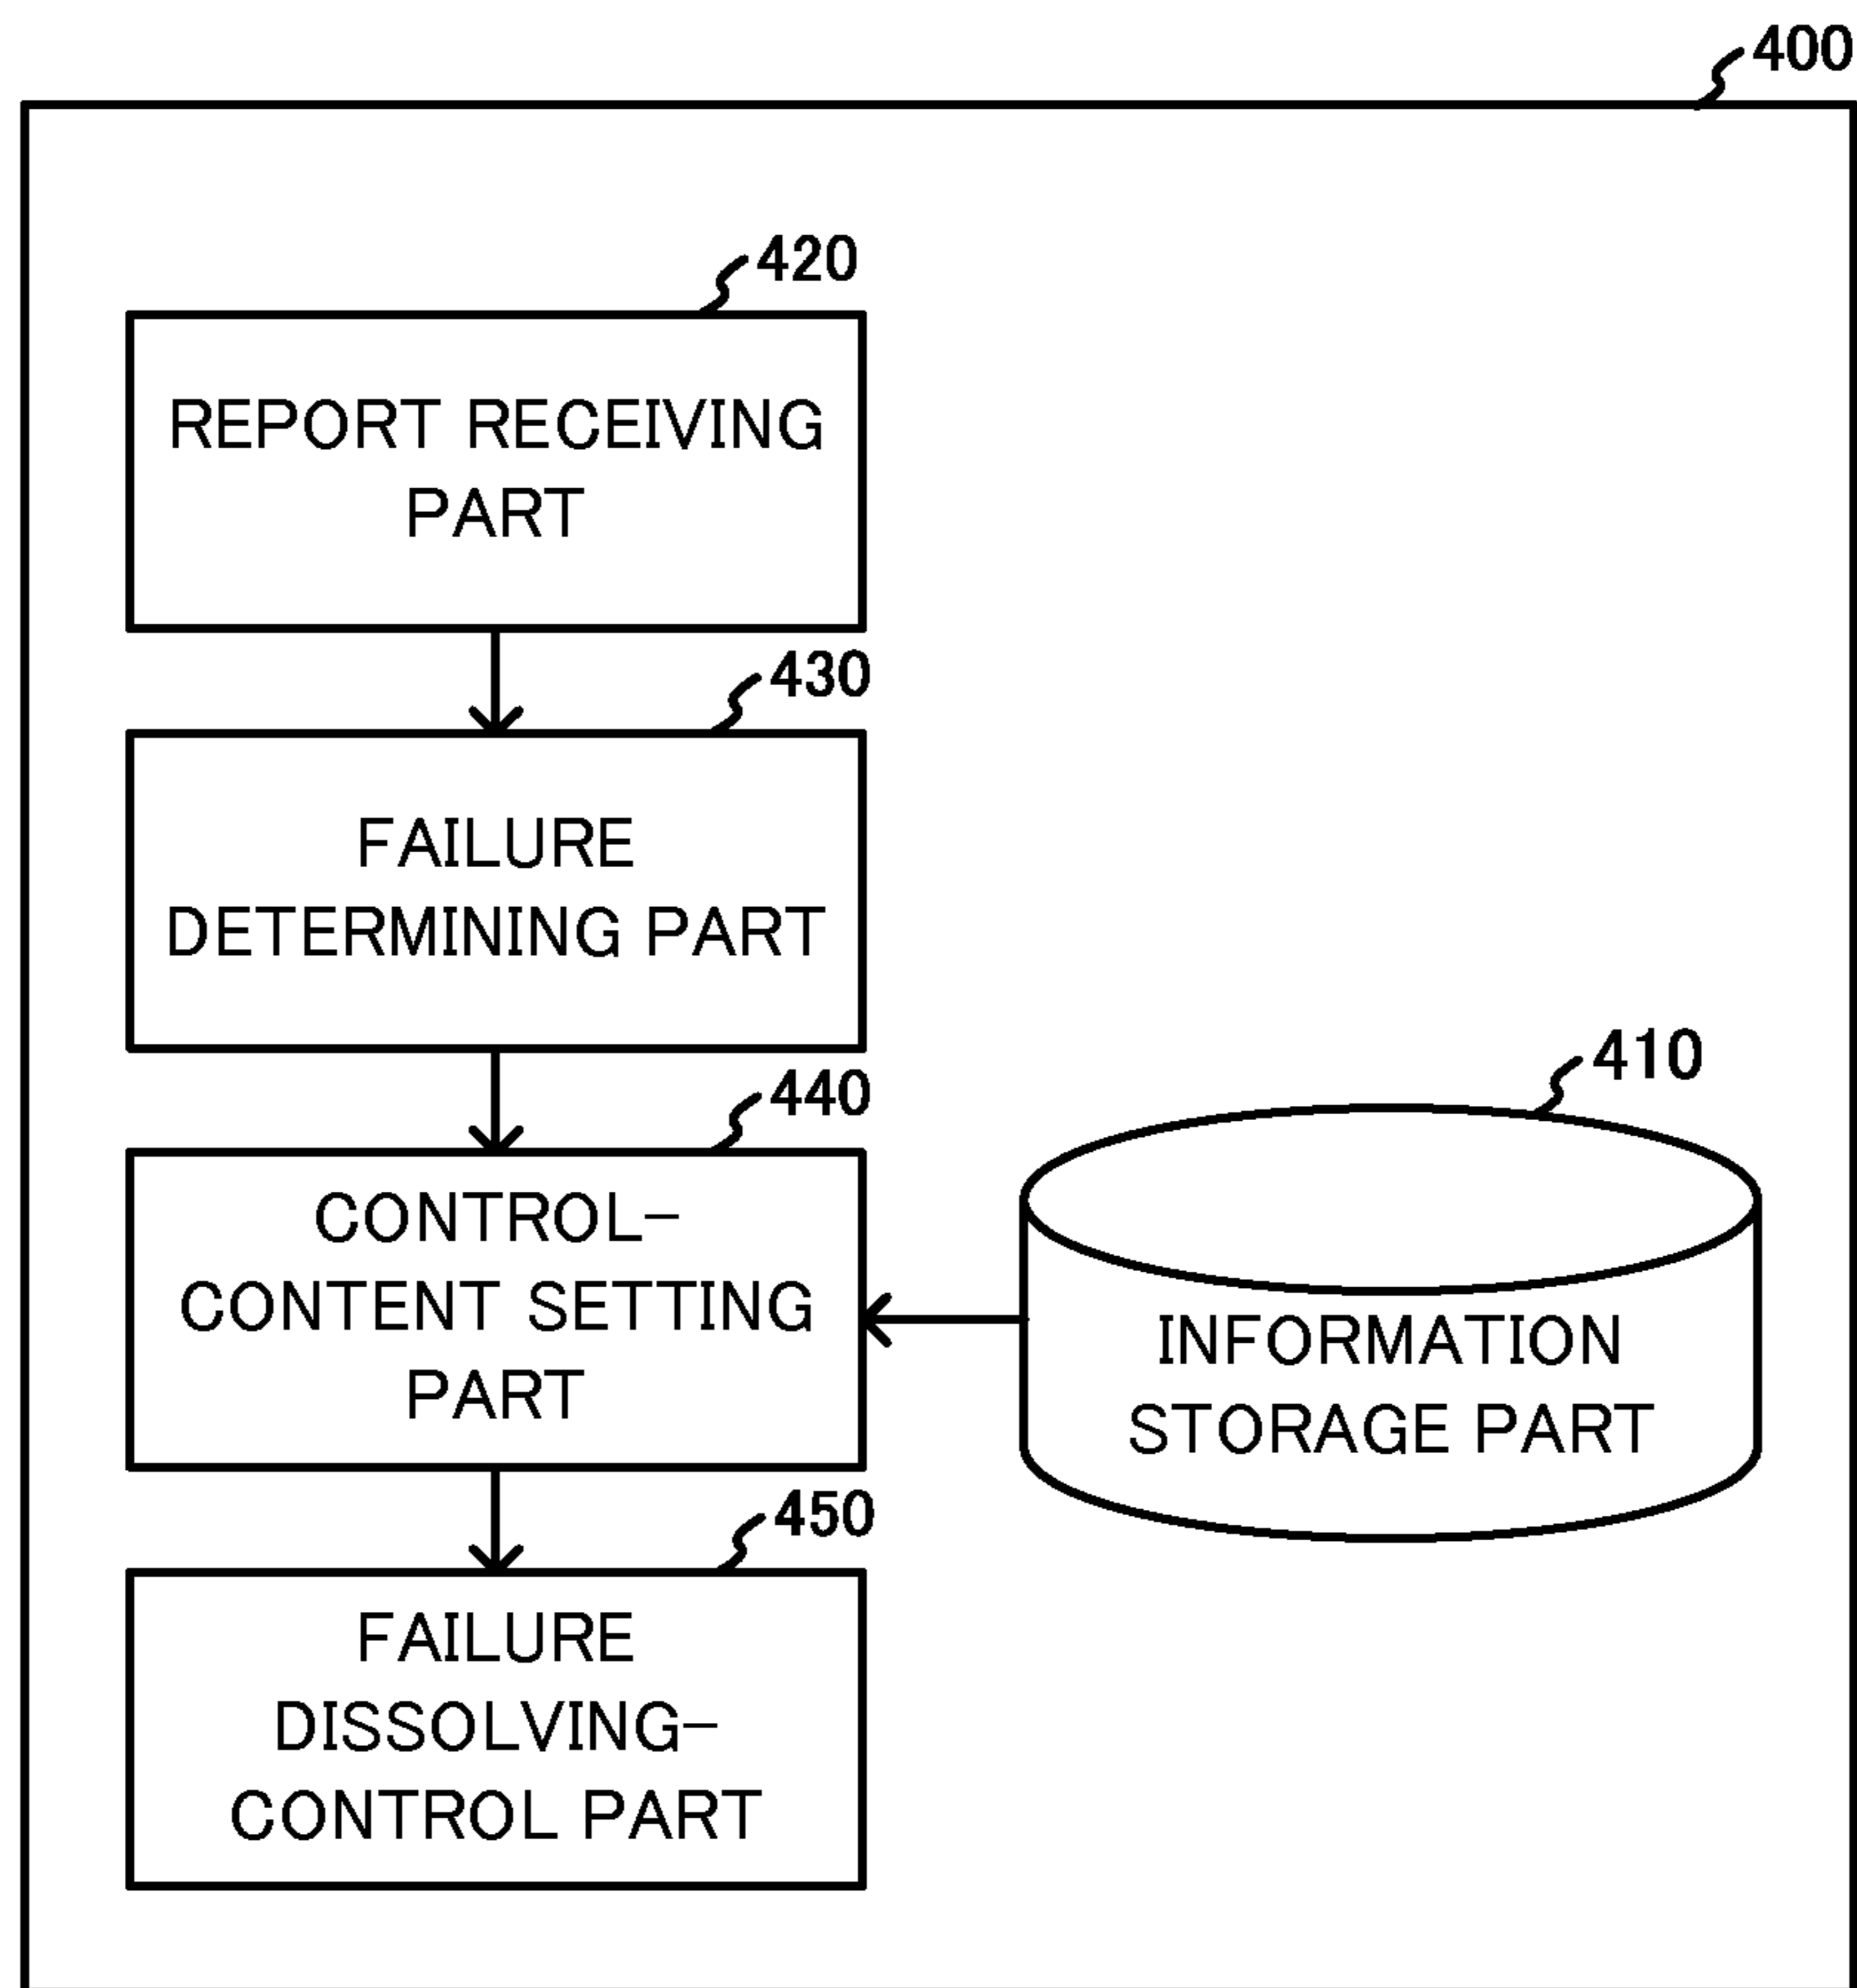 400
420
REPORT RECEIVING
PART
430
FAILURE
DETERMINING PART
440
CONTROL-
CONTENT SETTING
PART
410
INFORMATION
STORAGE PART
450
FAILURE
DISSOLVING-
CONTROL PART